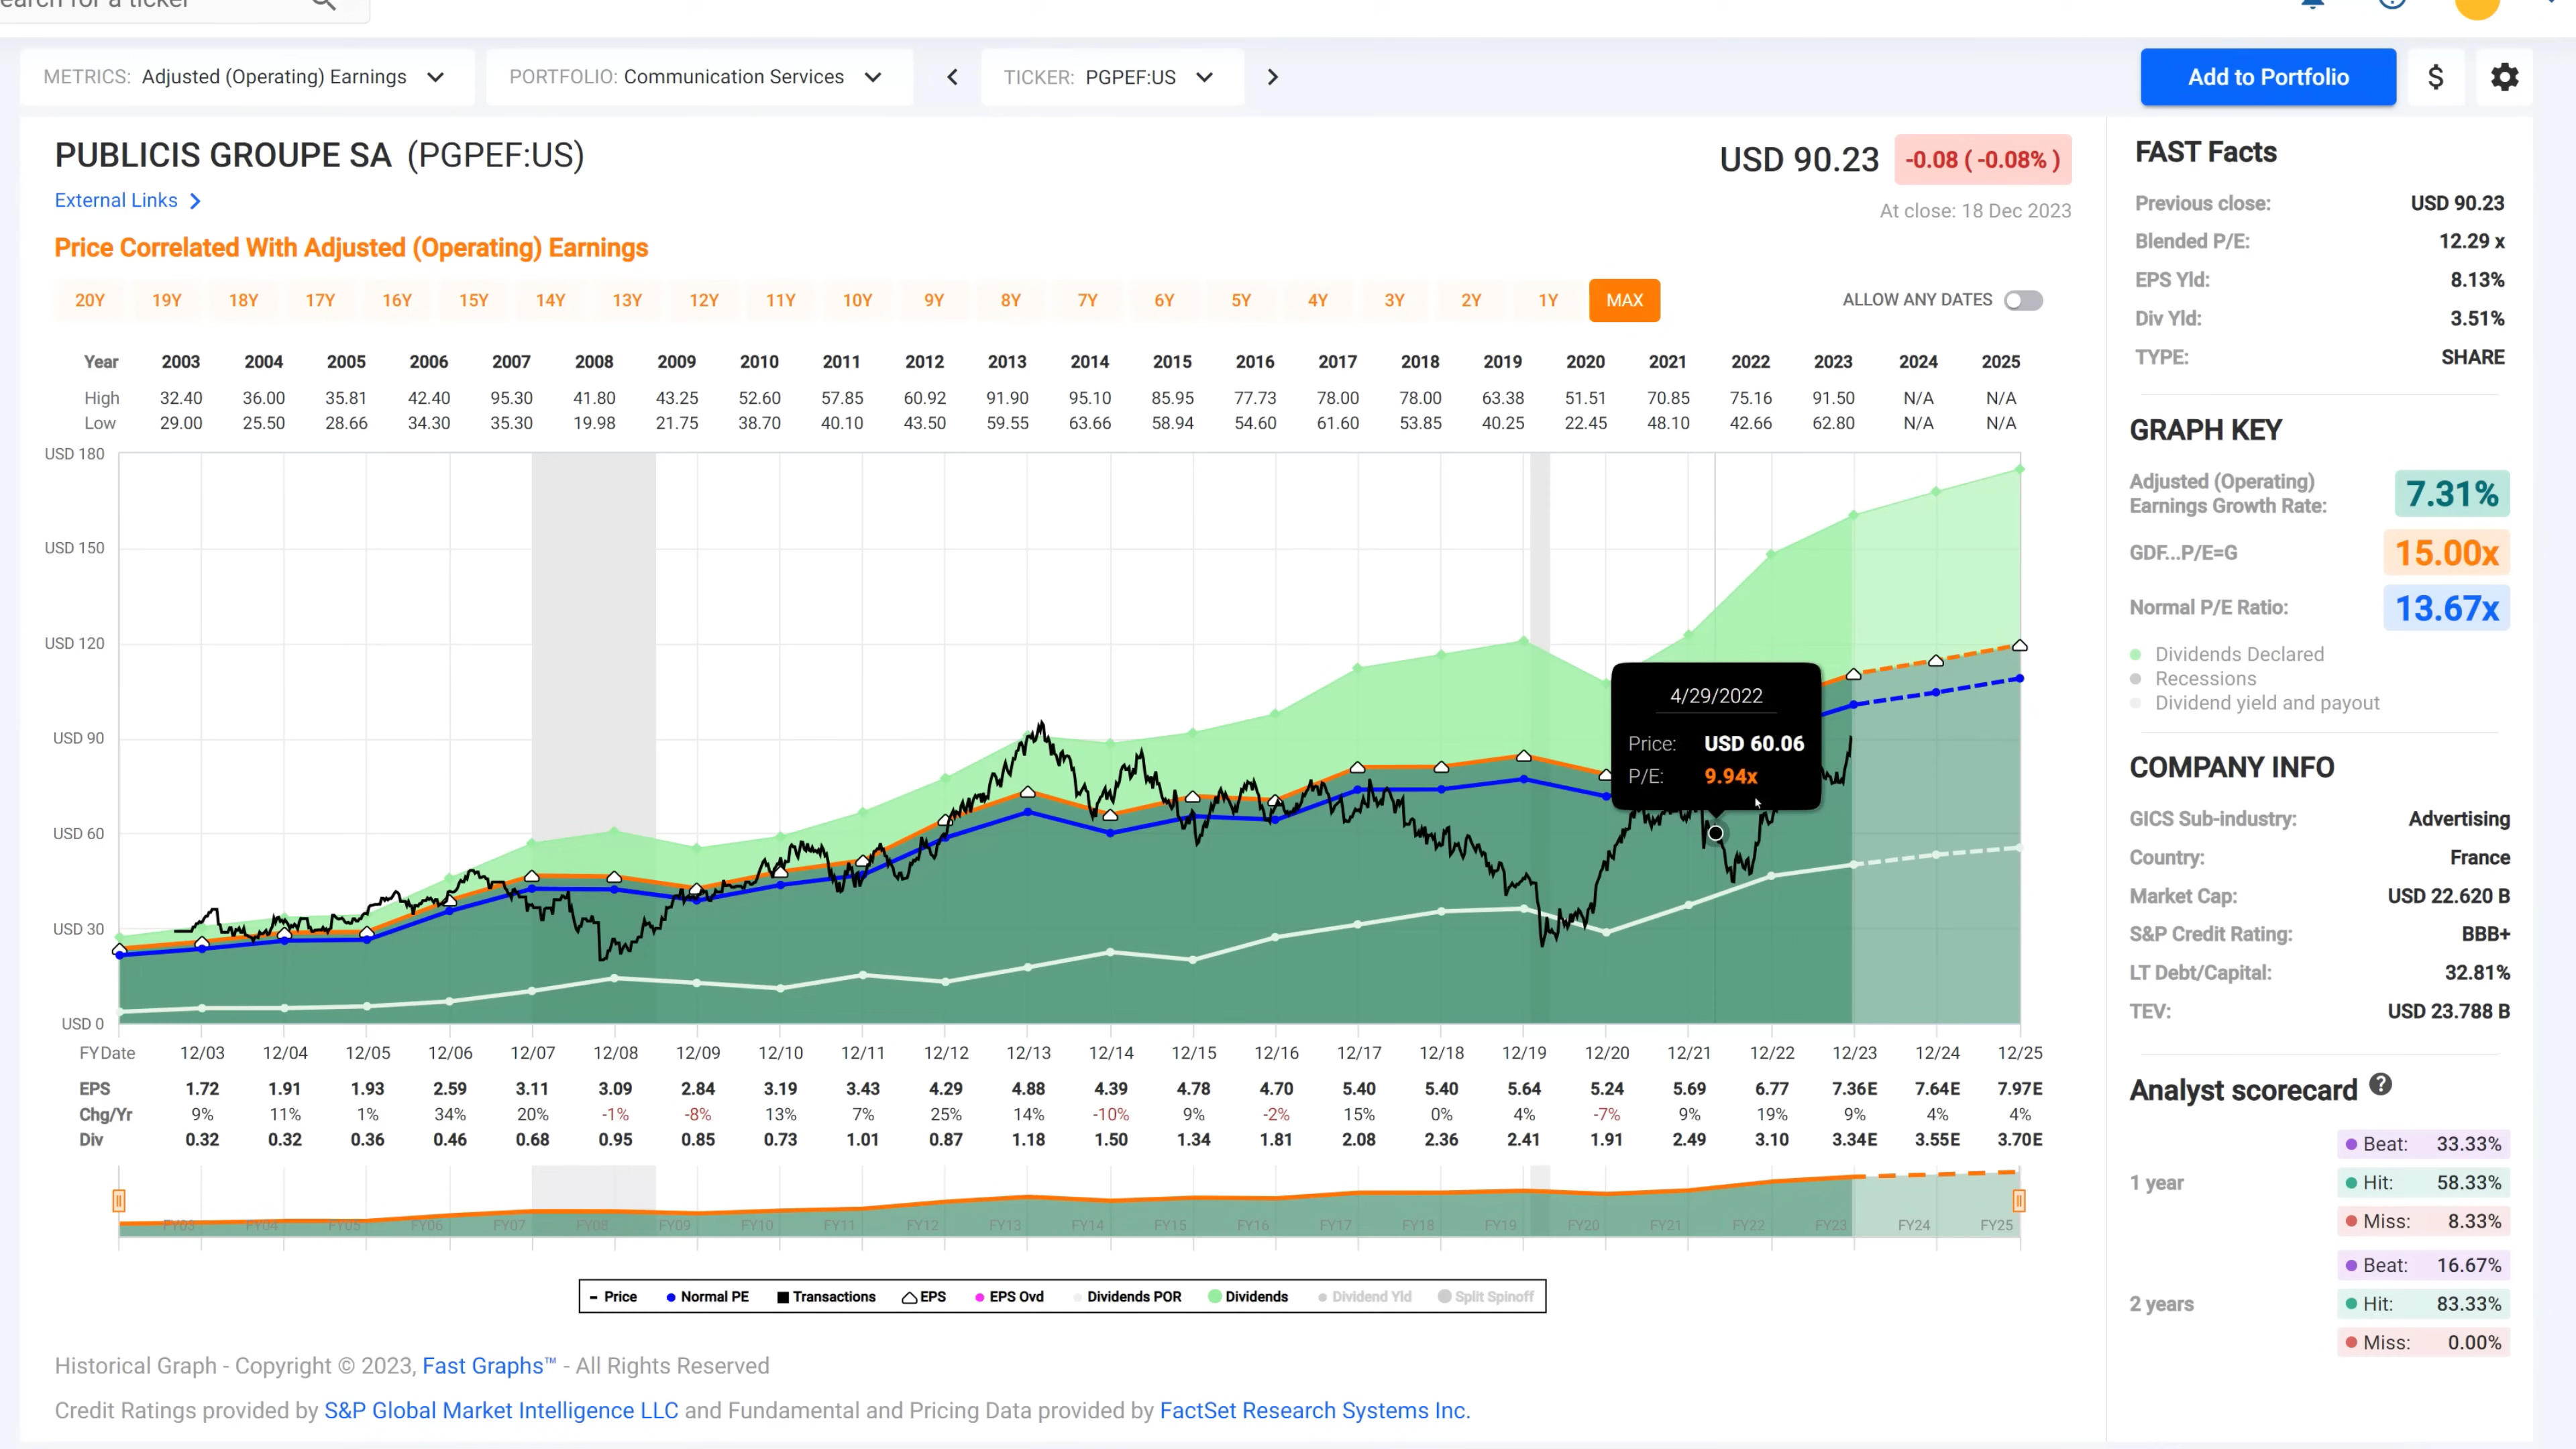 METRICS: Adjusted (Operating) Earnings PORTFOLIO: Communication Services TICKER: PGPEF:US Add to Portfolio $
PUBLICIS GROUPE SA (PGPEF:US) USD 90.23 -0.08 ( -0.08% )
External Links
At close: 18 Dec 2023
Price Correlated With Adjusted (Operating) Earnings
20Y 19Y 18Y 17Y 16Y 15Y 14Y 13Y 12Y 11Y 10Y 9Y 8Y 7Y 6Y 5Y 4Y 3Y 2Y 1Y MAX ALLOW ANY DATES
Year 2003 2004 2005 2006 2007 2008 2009 2010 2011 2012 2013 2014 2015 2016 2017 2018 2019 2020 2021 2022 2023 2024 2025
High 32.40 36.00 35.81 42.40 95.30 41.80 43.25 52.60 57.85 60.92 91.90 95.10 85.95 77.73 78.00 78.00 63.38 51.51 70.85 75.16 91.50 N/A N/A
Low 29.00 25.50 28.66 34.30 35.30 19.98 21.75 38.70 40.10 43.50 59.55 63.66 58.94 54.60 61.60 53.85 40.25 22.45 48.10 42.66 62.80 N/A N/A
USD 180
USD 150
USD 120
USD 90
USD 60
USD 30
USD 0
4/29/2022
Price: USD 60.06
P/E: 9.94x
FYDate 12/03 12/04 12/05 12/06 12/07 12/08 12/09 12/10 12/11 12/12 12/13 12/14 12/15 12/16 12/17 12/18 12/19 12/20 12/21 12/22 12/23 12/24 12/25
EPS 1.72 1.91 1.93 2.59 3.11 3.09 2.84 3.19 3.43 4.29 4.88 4.39 4.78 4.70 5.40 5.40 5.64 5.24 5.69 6.77 7.36E 7.64E 7.97E
Chg/Yr 9% 11% 1% 34% 20% -1% -8% 13% 7% 25% 14% -10% 9% -2% 15% 0% 4% -7% 9% 19% 9% 4% 4%
Div 0.32 0.32 0.36 0.46 0.68 0.95 0.85 0.73 1.01 0.87 1.18 1.50 1.34 1.81 2.08 2.36 2.41 1.91 2.49 3.10 3.34E 3.55E 3.70E
FY03 FY04 FY05 FY06 FY07 FY08 FY09 FY10 FY11 FY12 FY13 FY14 FY15 FY16 FY17 FY18 FY19 FY20 FY21 FY22 FY23 FY24 FY25
Price Normal PE Transactions EPS EPS Ovd Dividends POR Dividends Dividend Yld Split Spinoff
Historical Graph - Copyright © 2023, Fast Graphs™ - All Rights Reserved
Credit Ratings provided by S&P Global Market Intelligence LLC and Fundamental and Pricing Data provided by FactSet Research Systems Inc.
FAST Facts
Previous close: USD 90.23
Blended P/E: 12.29 x
EPS Yld: 8.13%
Div Yld: 3.51%
TYPE: SHARE
GRAPH KEY
Adjusted (Operating)
Earnings Growth Rate: 7.31%
GDF...P/E=G 15.00x
Normal P/E Ratio: 13.67x
Dividends Declared
Recessions
Dividend yield and payout
COMPANY INFO
GICS Sub-industry: Advertising
Country: France
Market Cap: USD 22.620 B
S&P Credit Rating: BBB+
LT Debt/Capital: 32.81%
TEV: USD 23.788 B
Analyst scorecard ?
Beat: 33.33%
1 year Hit: 58.33%
Miss: 8.33%
Beat: 16.67%
2 years Hit: 83.33%
Miss: 0.00%